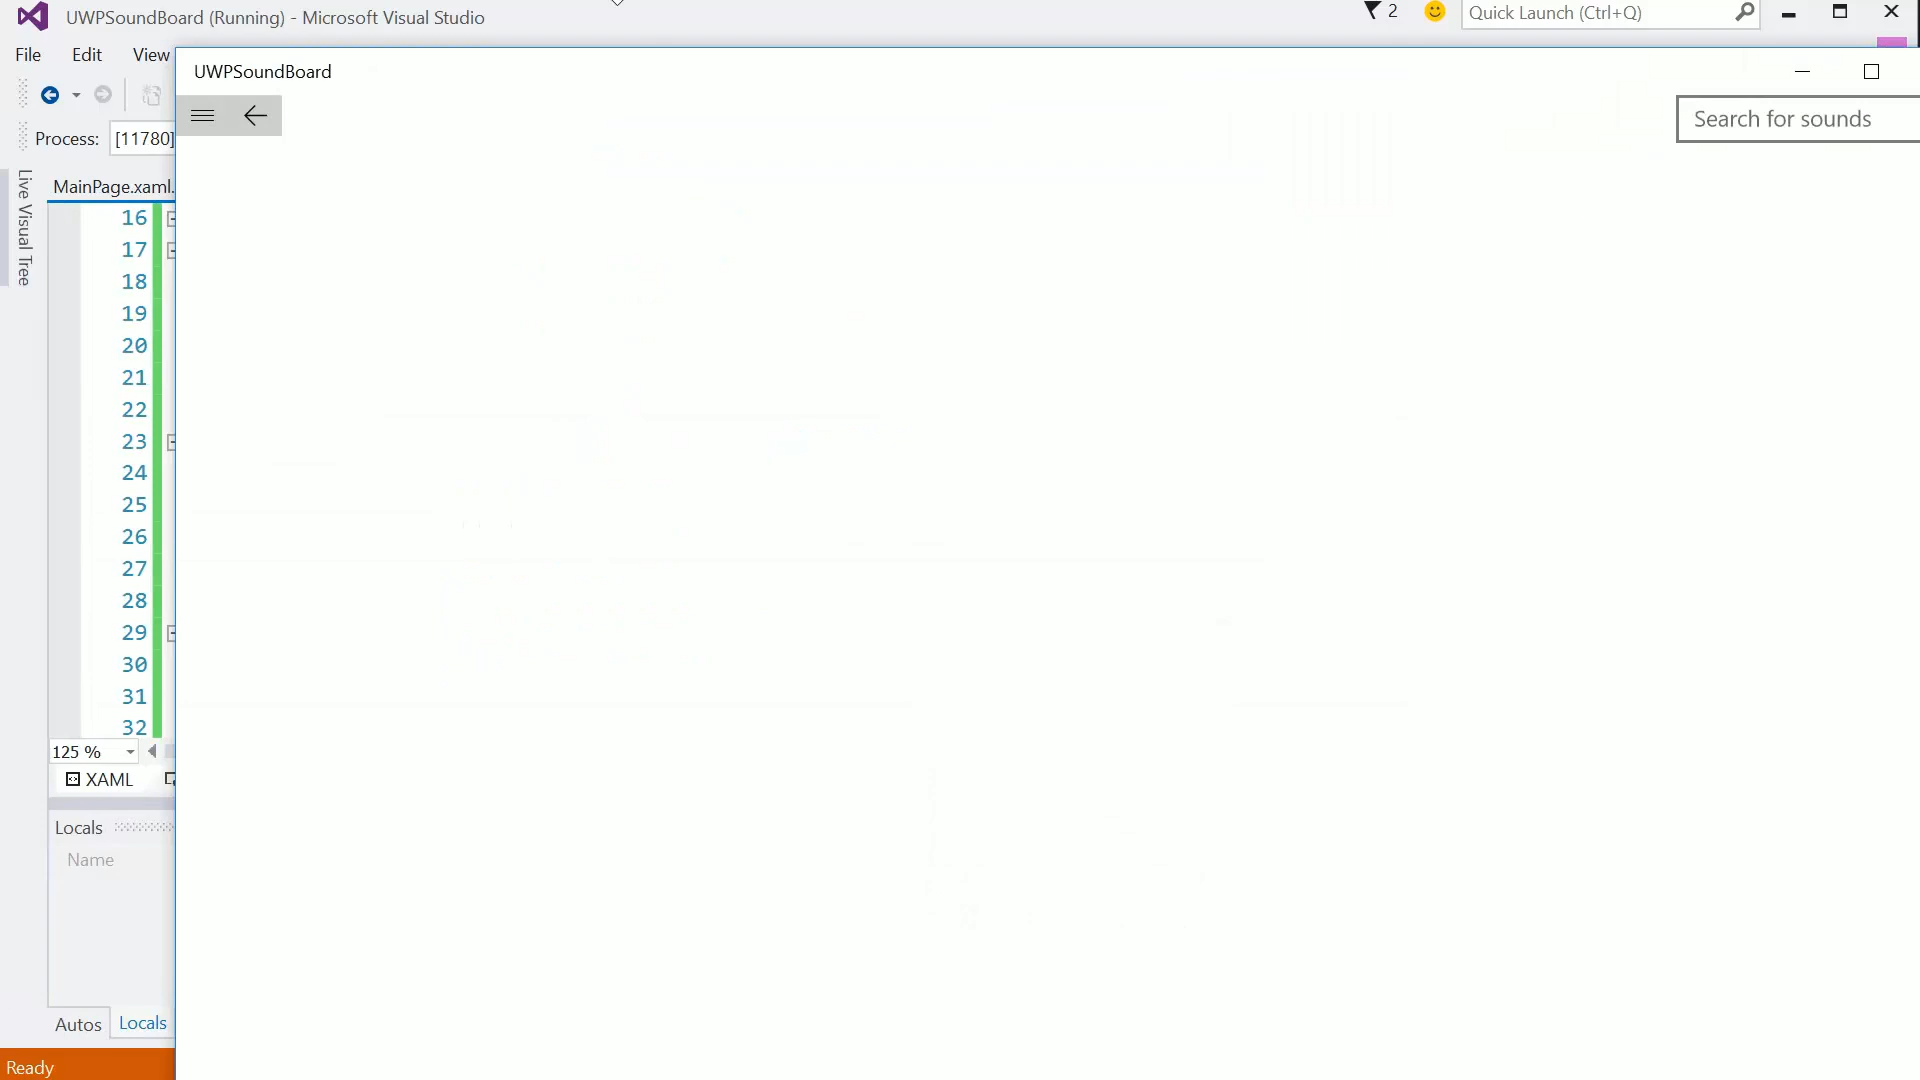 UWPSoundBoard (Running) - Microsoft Visual Studio
2
Quick Launch (Ctrl+Q)
File Edit View
UWPSoundBoard
Search for sounds
Process: [11780]
Live Visual Tree
MainPage.xaml.
16
17
18
19
20
21
22
23
24
25
26
27
28
29
30
31
32
125 %
XAML
Locals
Name
Autos Locals
Ready